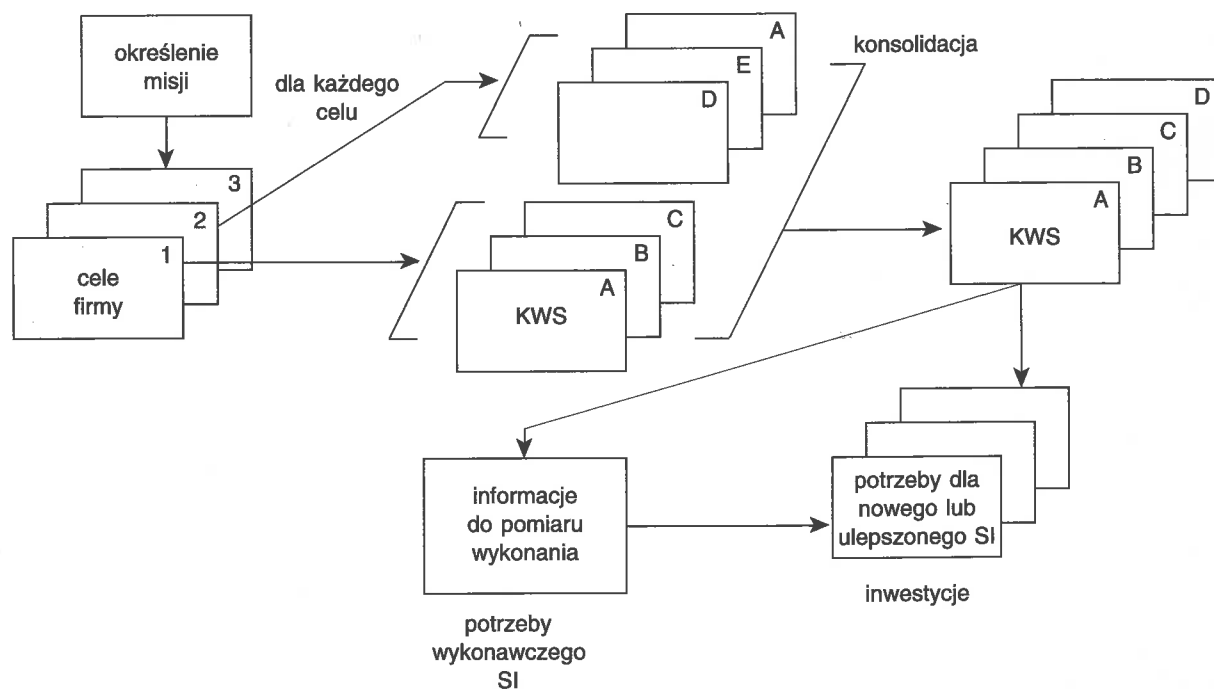 określenie
misji
dla każdego
celu
A
E
D
konsolidacja
D
C
B
A
KWS
3
2
1
cele
firmy
C
B
A
KWS
informacje
do pomiaru
wykonania
potrzeby
wykonawczego
SI
potrzeby dla
nowego lub
ulepszonego SI
inwestycje